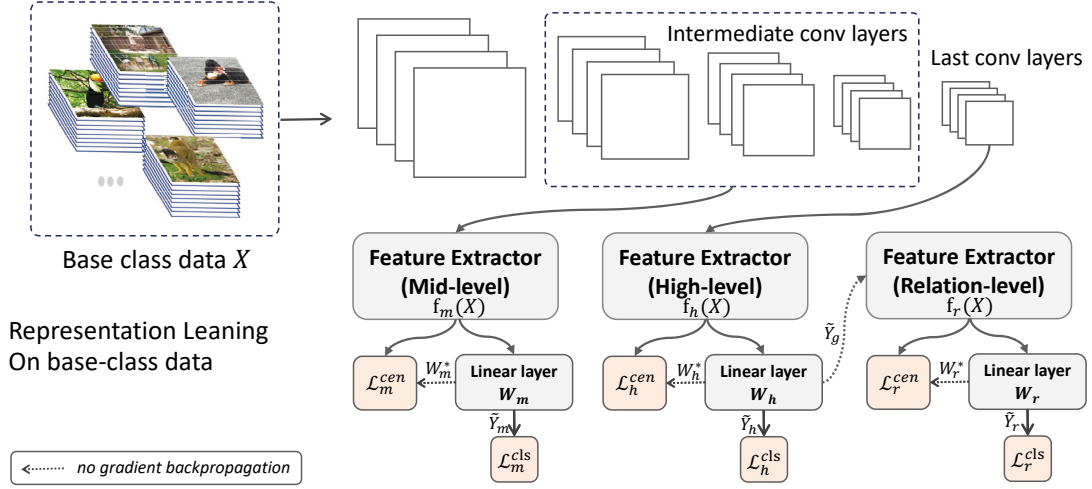 Intermediate conv layers
Last conv layers
Base class data X
Feature Extractor
(Mid-level)
f_m(X)
Feature Extractor
(High-level)
f_h(X)
Feature Extractor
(Relation-level)
f_r(X)
Ỹ_g
Representation Leaning
On base-class data
ℒ_m^cen
W_m^*
Linear layer
W_m
ℒ_h^cen
W_h^*
Linear layer
W_h
ℒ_r^cen
W_r^*
Linear layer
W_r
Ỹ_m
Ỹ_h
Ỹ_r
ℒ_m^cls
ℒ_h^cls
ℒ_r^cls
no gradient backpropagation